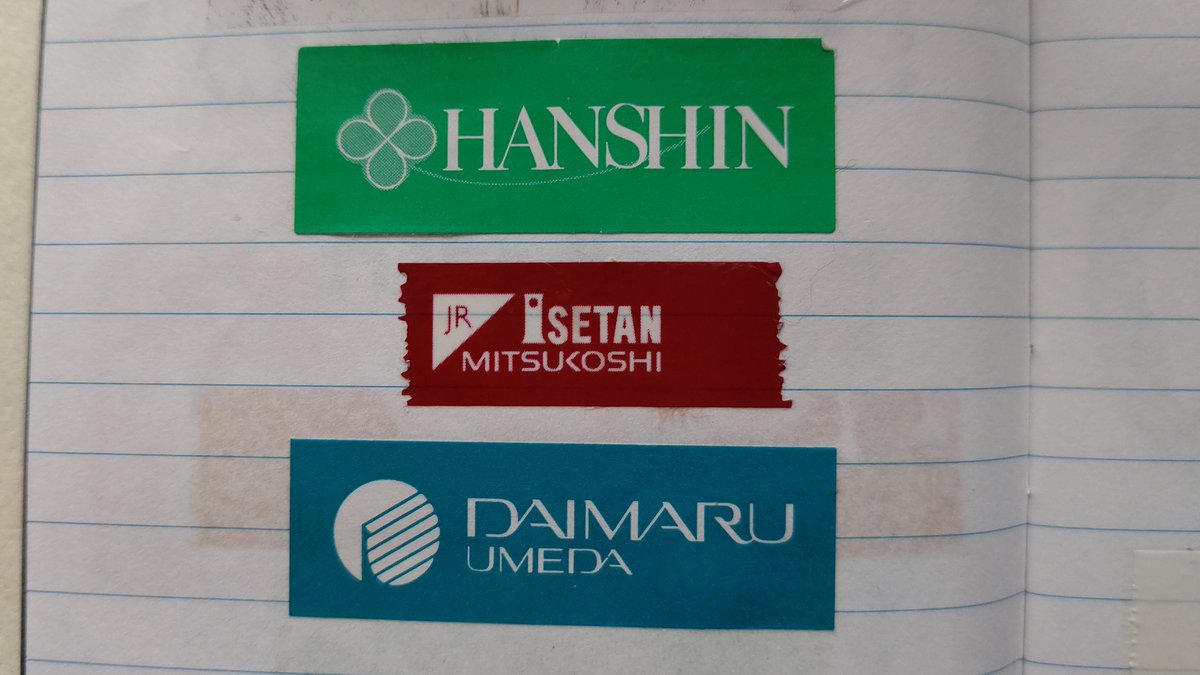 HANSHIN
JR
iSETAN
MITSUKOSHI
DAIMARU
UMEDA